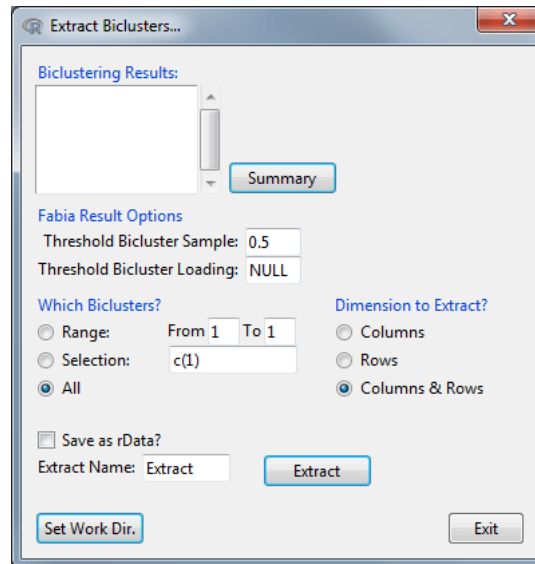 Extract Biclusters...
Biclustering Results:
Summary
Fabia Result Options
Threshold Bicluster Sample: 0.5
Threshold Bicluster Loading: NULL
Which Biclusters? Dimension to Extract?
Range: From 1 To 1 Columns
Selection: c(1) Rows
All Columns & Rows
Save as rData?
Extract Name: Extract Extract
Set Work Dir. Exit